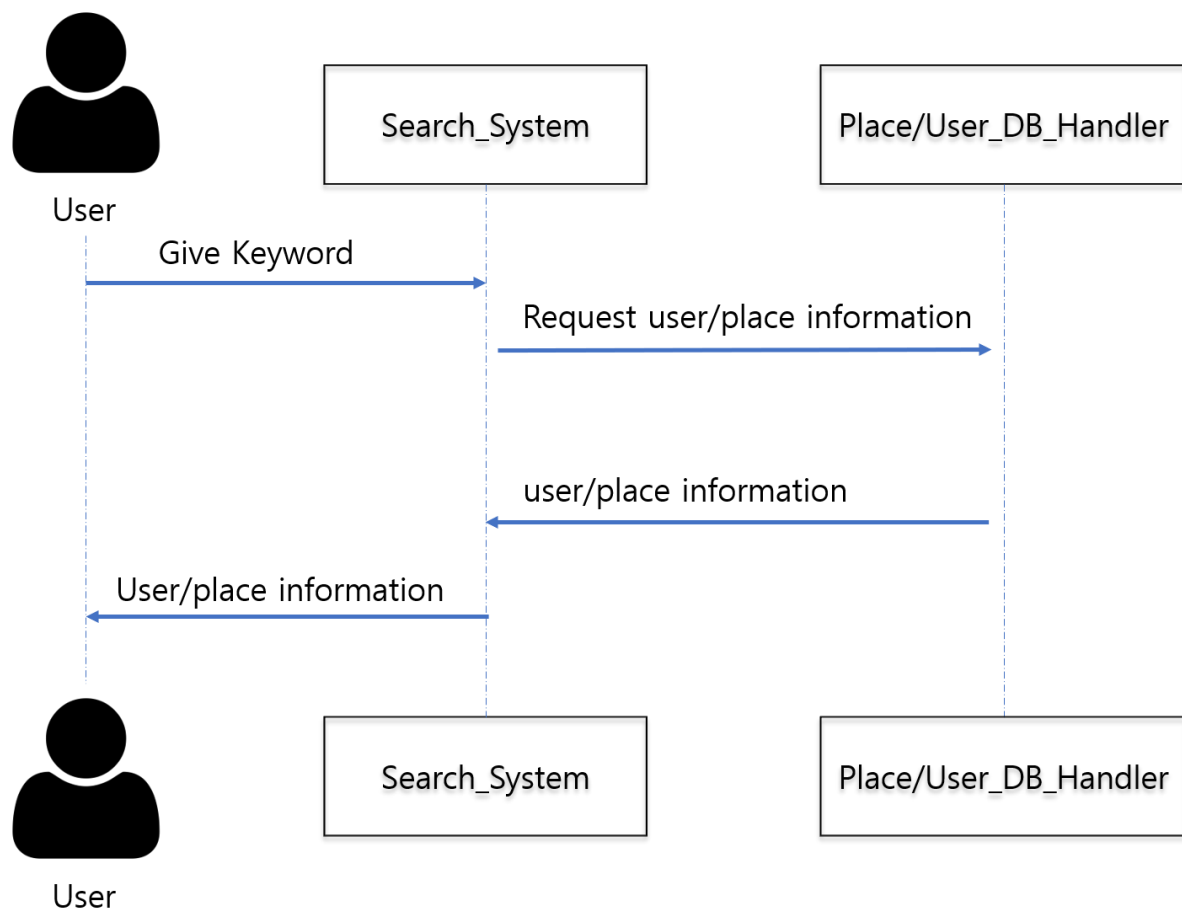 Search_System
Place/User_DB_Handler
User
Give Keyword
Request user/place information
user/place information
User/place information
Search_System
Place/User_DB_Handler
User